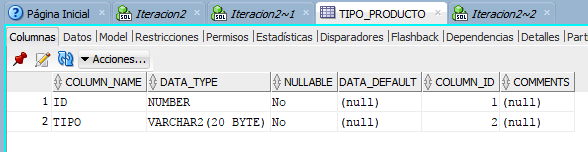 Página Inicial Iteracion2 Iteracion2~1 TIPO_PRODUCTO Iteracion2~2
Columnas Datos Model Restricciones Permisos Estadísticas Disparadores Flashback Dependencias Detalles Part
Acciones...
COLUMN_NAME DATA_TYPE NULLABLE DATA_DEFAULT COLUMN_ID COMMENTS
1 ID NUMBER No (null) 1 (null)
2 TIPO VARCHAR2(20 BYTE) No (null) 2 (null)